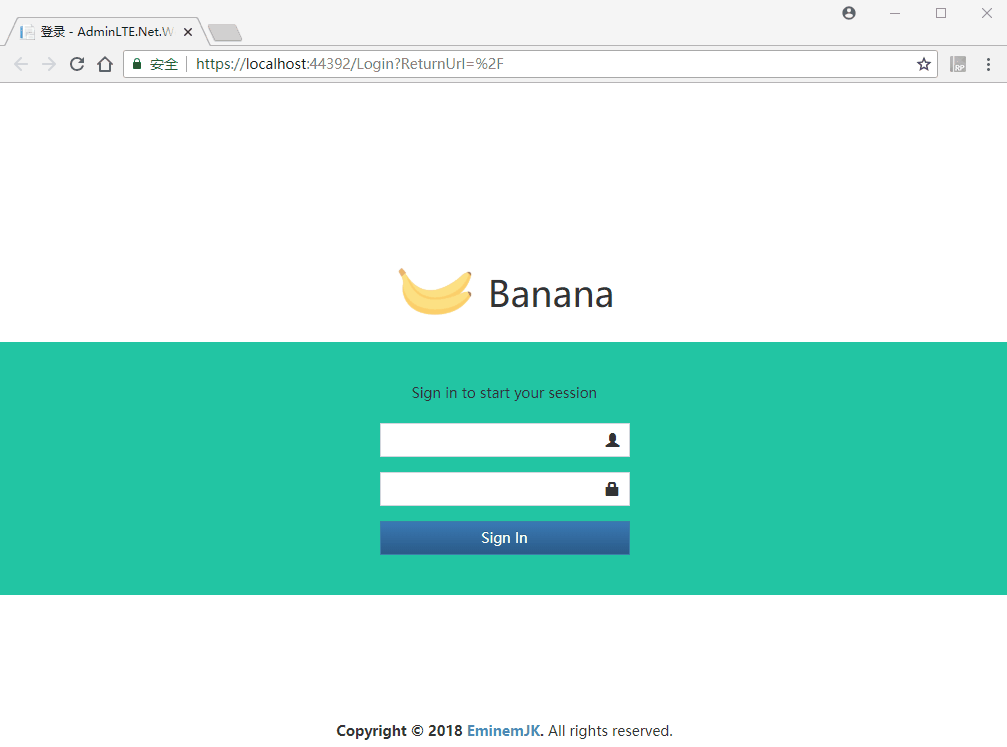 登录 - AdminLTE.Net.W
安全 https://localhost:44392/Login?ReturnUrl=%2F
RP
Banana
Sign in to start your session
Sign In
Copyright © 2018 EminemJK. All rights reserved.